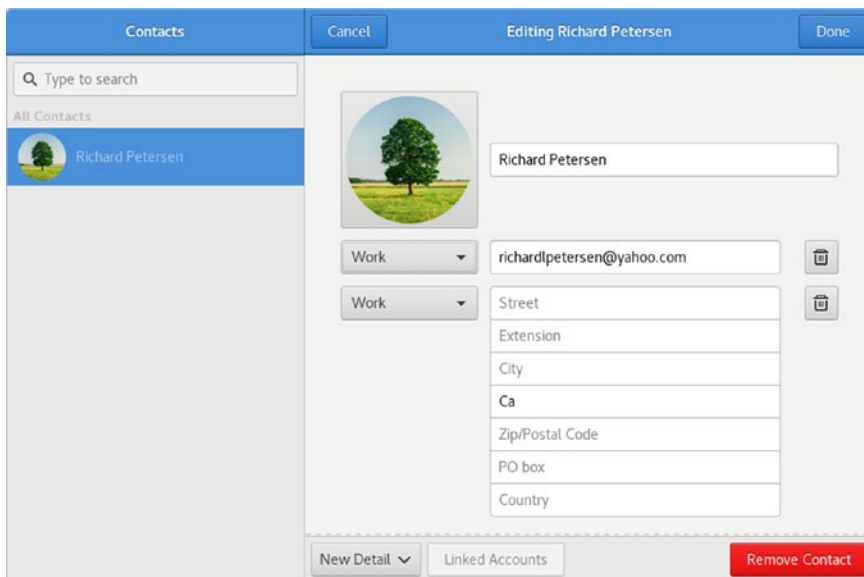 Contacts
Cancel
Editing Richard Petersen
Done
Type to search
All Contacts
Richard Petersen
Richard Petersen
Work
richardlpetersen@yahoo.com
Work
Street
Extension
City
Ca
Zip/Postal Code
PO box
Country
New Detail
Linked Accounts
Remove Contact